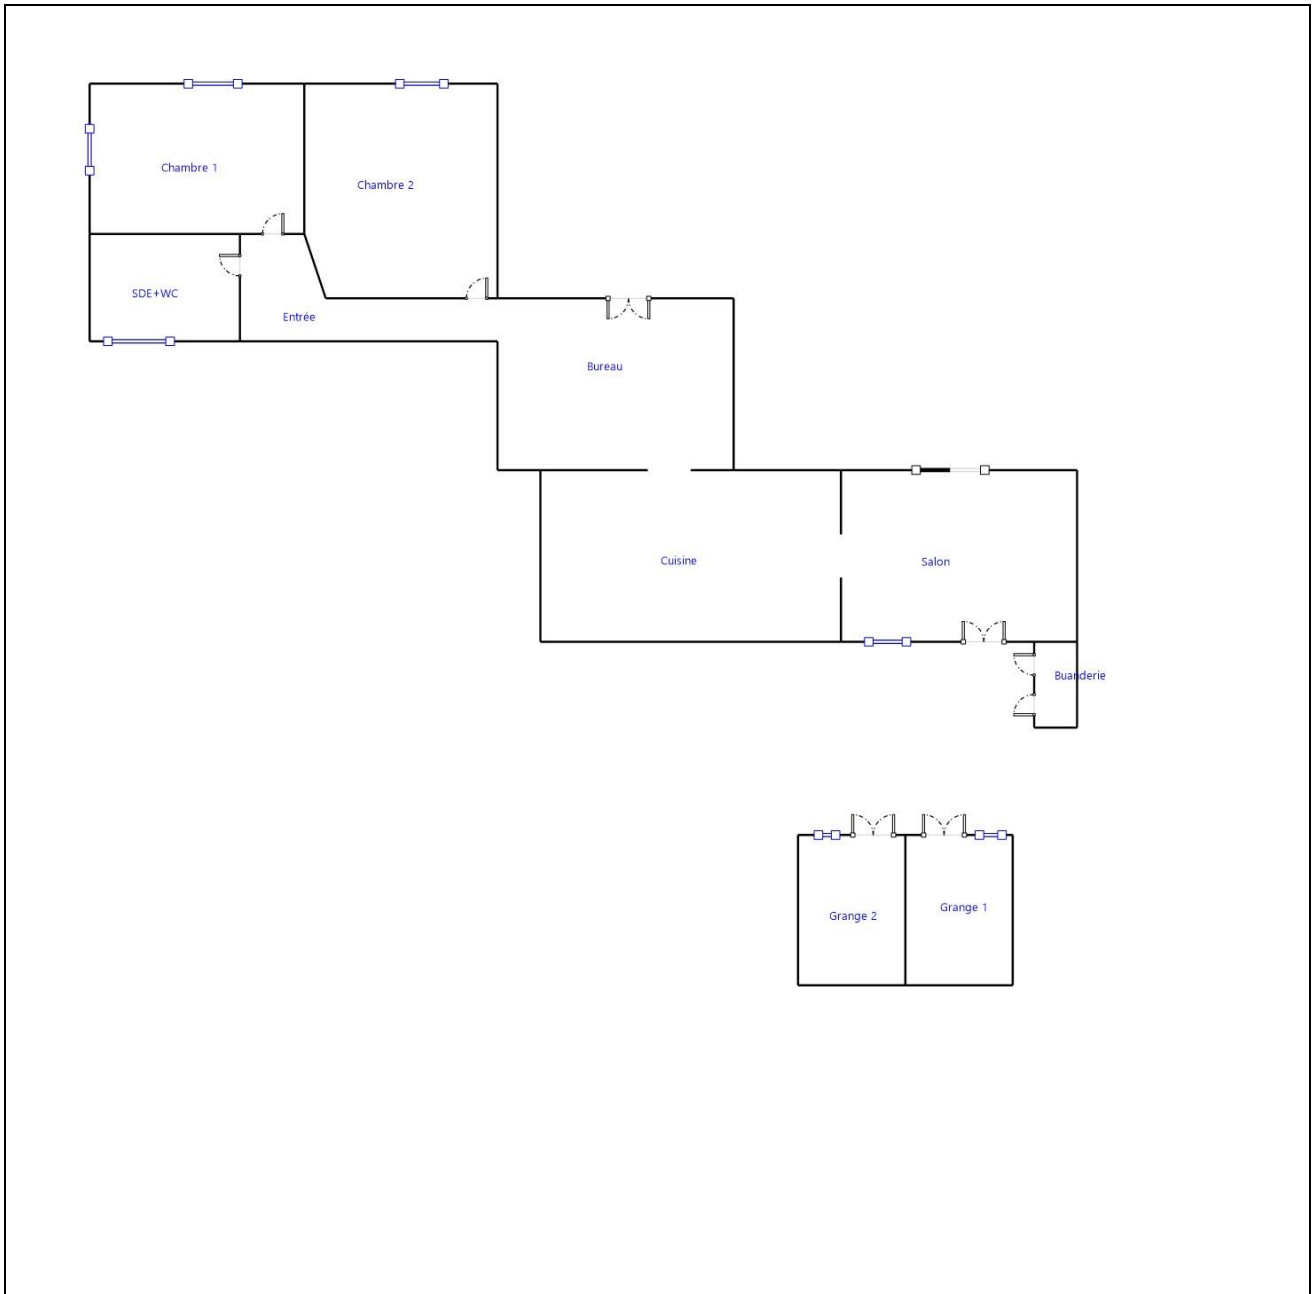 Chambre 1
Chambre 2
SDE+WC
Entrée
Bureau
Cuisine
Salon
Buanderie
Grange 2
Grange 1